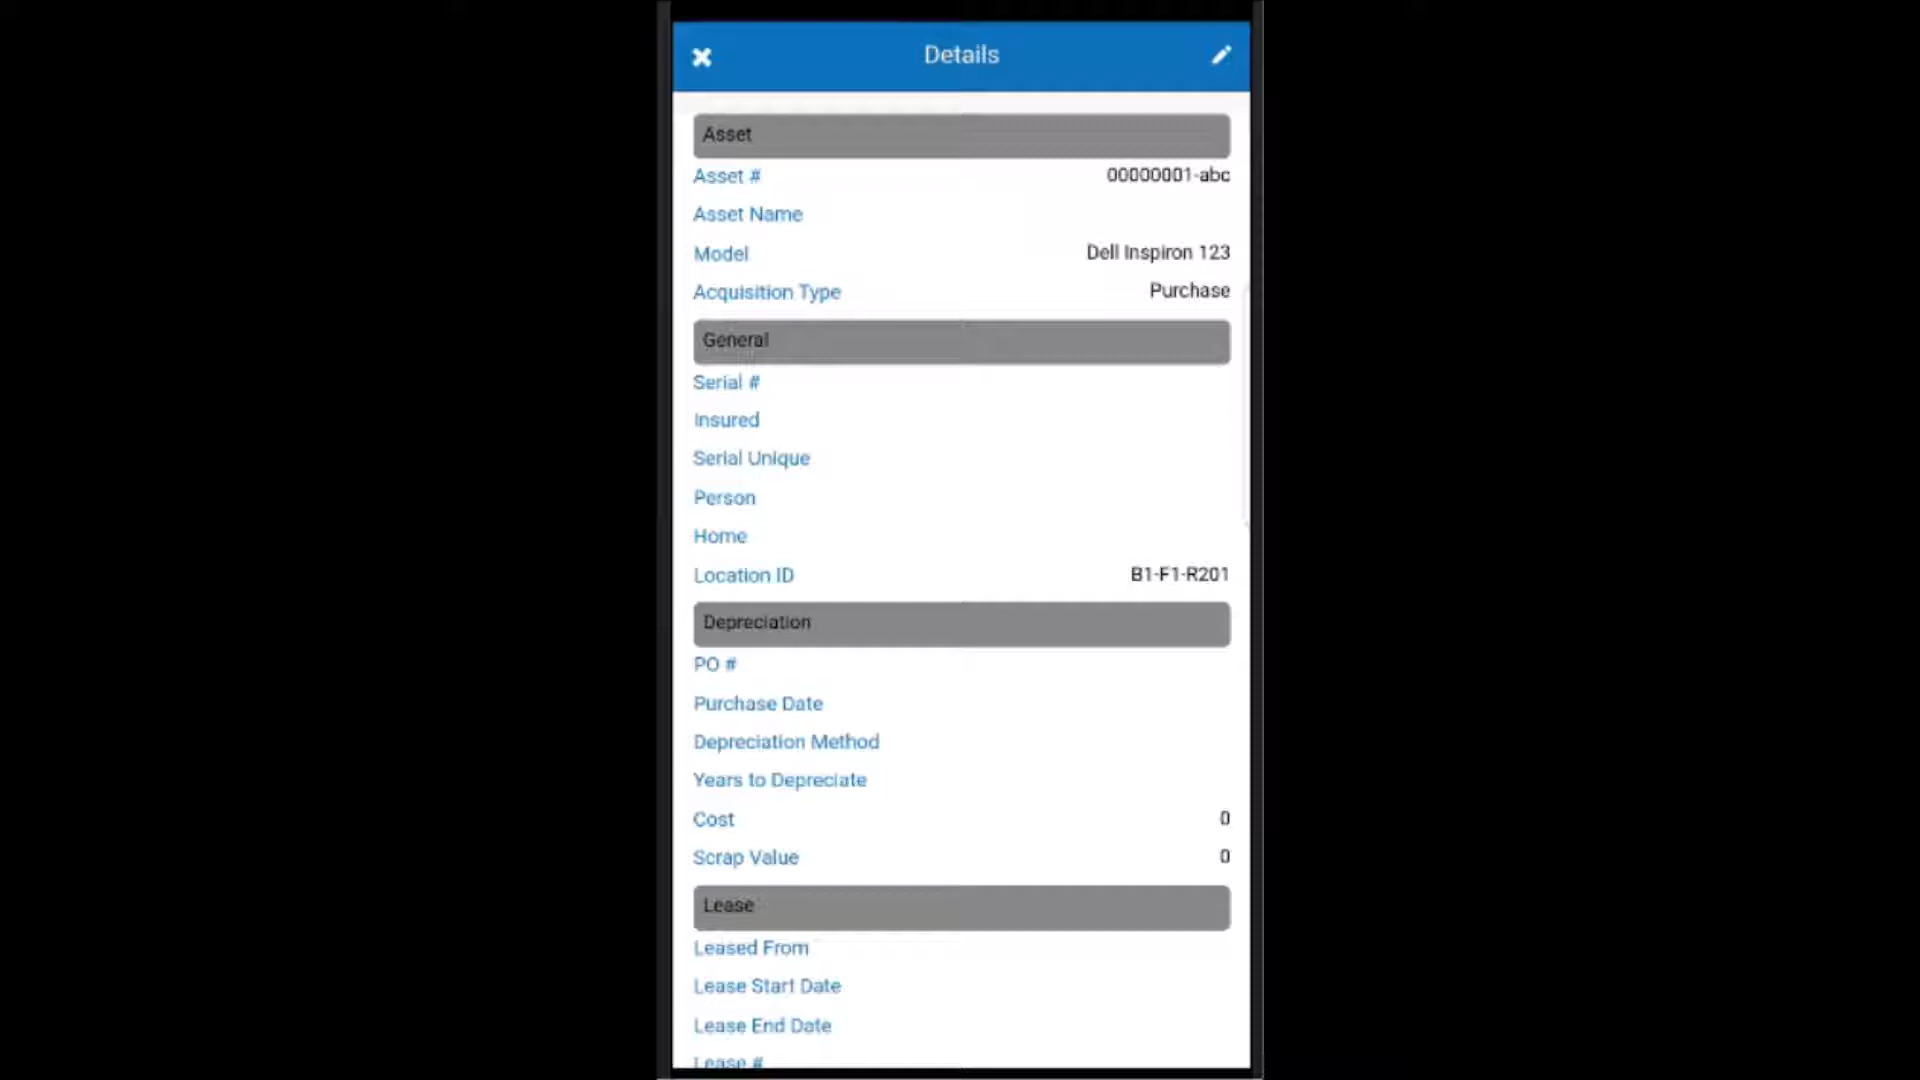 Details
Asset
Asset # 00000001-abc
Asset Name
Model Dell Inspiron 123
Acquisition Type Purchase
General
Serial #
Insured
Serial Unique
Person
Home
Location ID B1-F1-R201
Depreciation
PO #
Purchase Date
Depreciation Method
Years to Depreciate
Cost 0
Scrap Value 0
Lease
Leased From
Lease Start Date
Lease End Date
Lease #